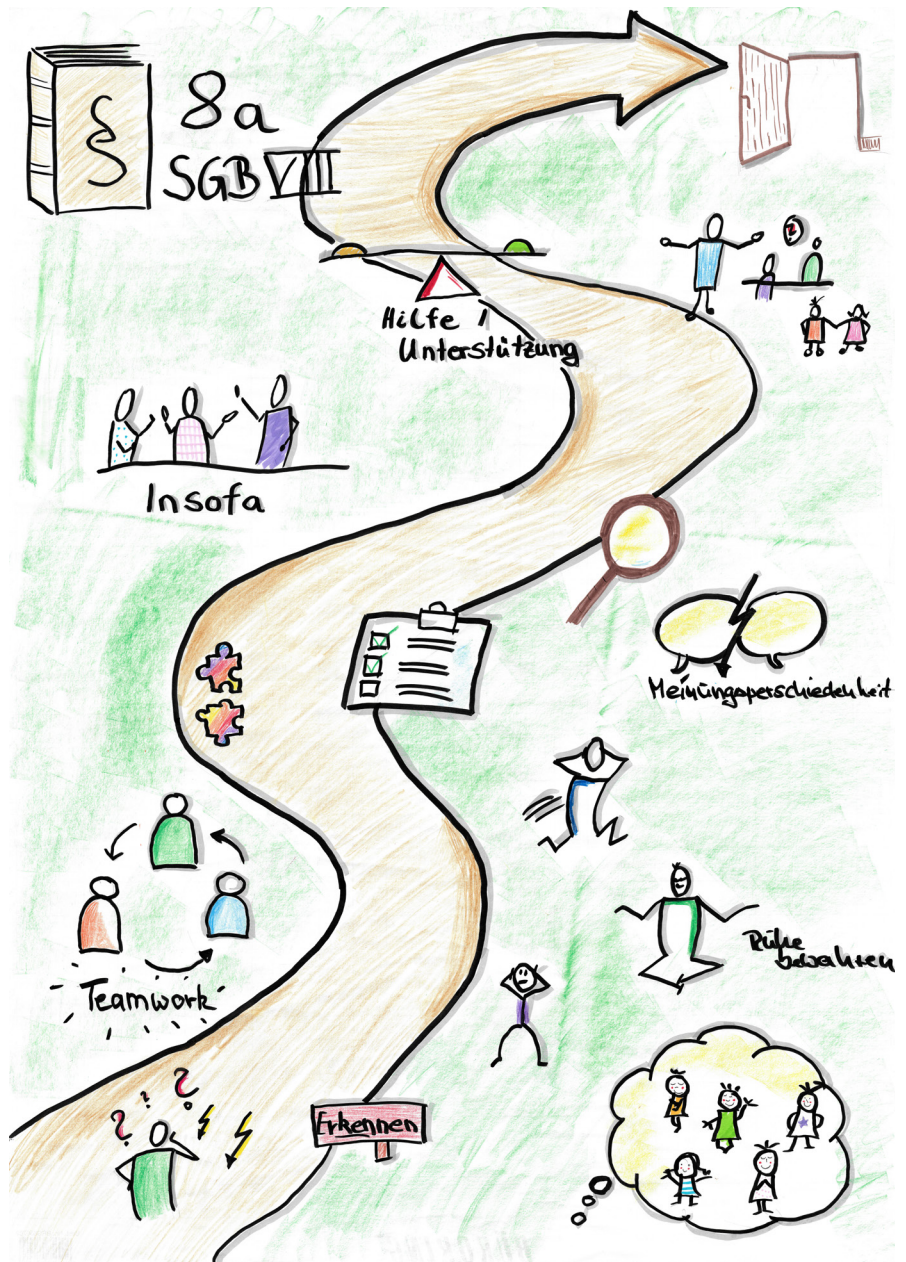 § 8a
SGB VIII
Hilfe /
Unterstützung
Insofa
Meinungsverschiedenheit
Teamwork
Ruhe
bewahren
Erkennen